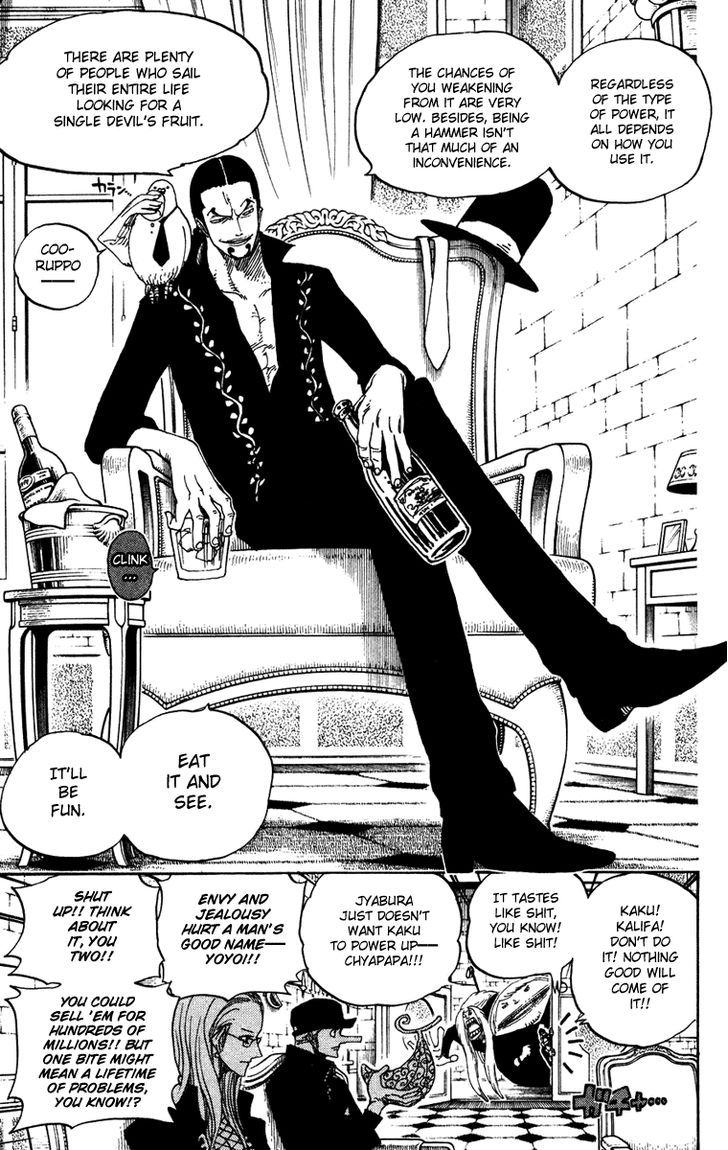 REGARDLESS
OF THE TYPE
OF POWER, IT
ALL DEPENDS
ON HOW YOU
USE IT.
THE CHANCES OF
YOU WEAKENING
FROM IT ARE VERY
LOW. BESIDES, BEING
A HAMMER ISN'T
THAT MUCH OF AN
INCONVENIENCE.
THERE ARE PLENTY
OF PEOPLE WHO SAIL
THEIR ENTIRE LIFE
LOOKING FOR A
SINGLE DEVIL'S FRUIT.
カラン
COO-
RUPPO
CLINK
...
EAT
IT AND
SEE.
IT'LL
BE
FUN.
KAKU!
KALIFA!
DON'T DO
IT! NOTHING
GOOD WILL
COME OF
IT!!
IT TASTES
LIKE SHIT,
YOU KNOW!
LIKE SHIT!
JYABURA
JUST DOESN'T
WANT KAKU
TO POWER UP——
CHYAPAPA!!!
ENVY AND
JEALOUSY
HURT A MAN'S
GOOD NAME——
YOYO!!
SHUT
UP!! THINK
ABOUT
IT, YOU
TWO!!
YOU COULD
SELL 'EM FOR
HUNDREDS OF
MILLIONS!! BUT
ONE BITE MIGHT
MEAN A LIFETIME
OF PROBLEMS,
YOU KNOW!?
ガチャ...